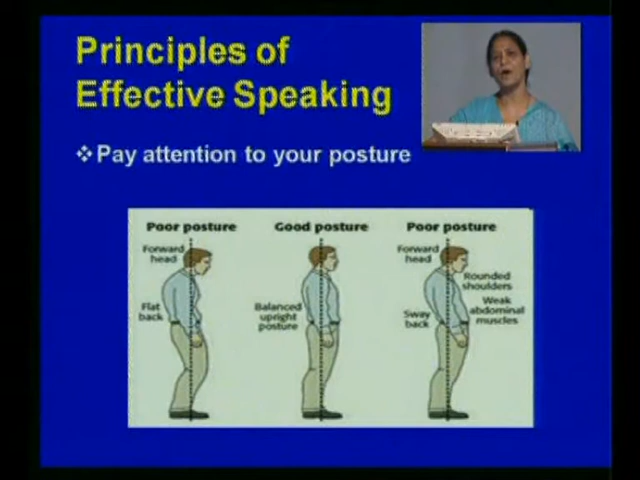 Principles of
Effective Speaking
❖Pay attention to your posture
Poor posture
Good posture
Poor posture
Forward
head
Flat
back
Balanced
upright
posture
Forward
head
Rounded
shoulders
Sway
back
Weak
abdominal
muscles